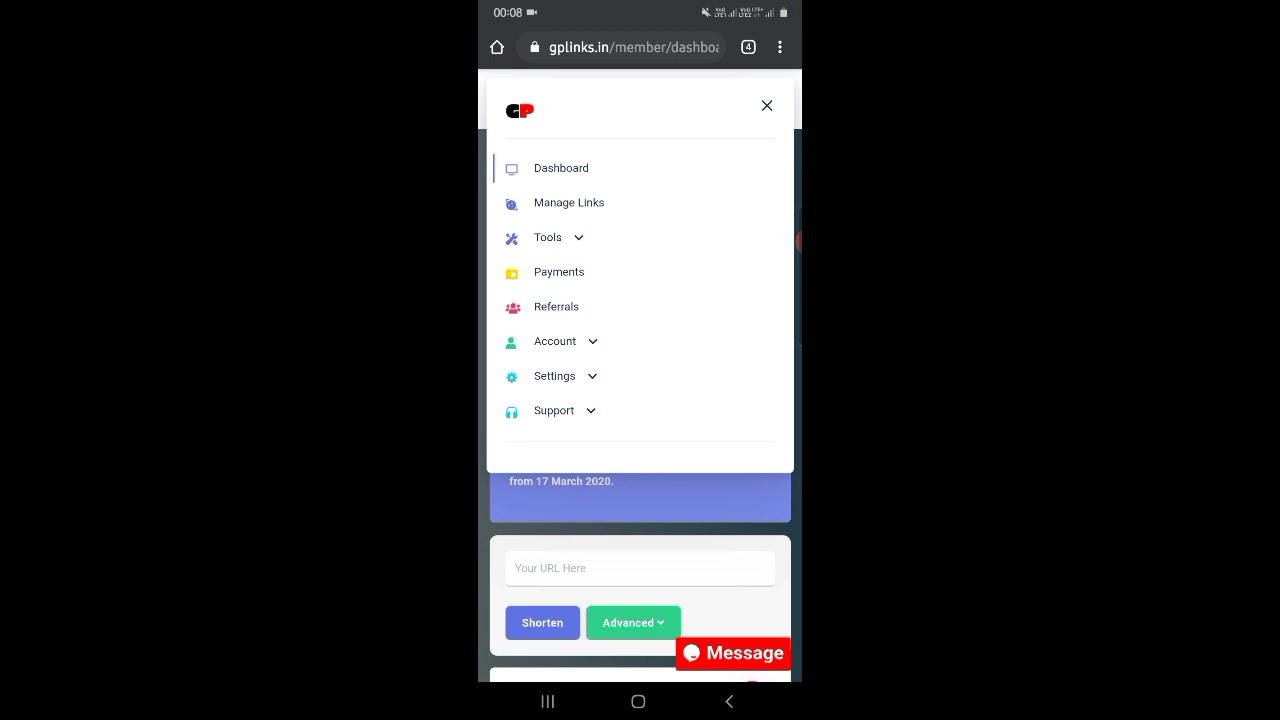 00:08
gplinks.in/member/dashboa
4
GP
Dashboard
Manage Links
Tools
Payments
Referrals
Account
Settings
Support
from 17 March 2020.
Your URL Here
Shorten
Advanced
Message